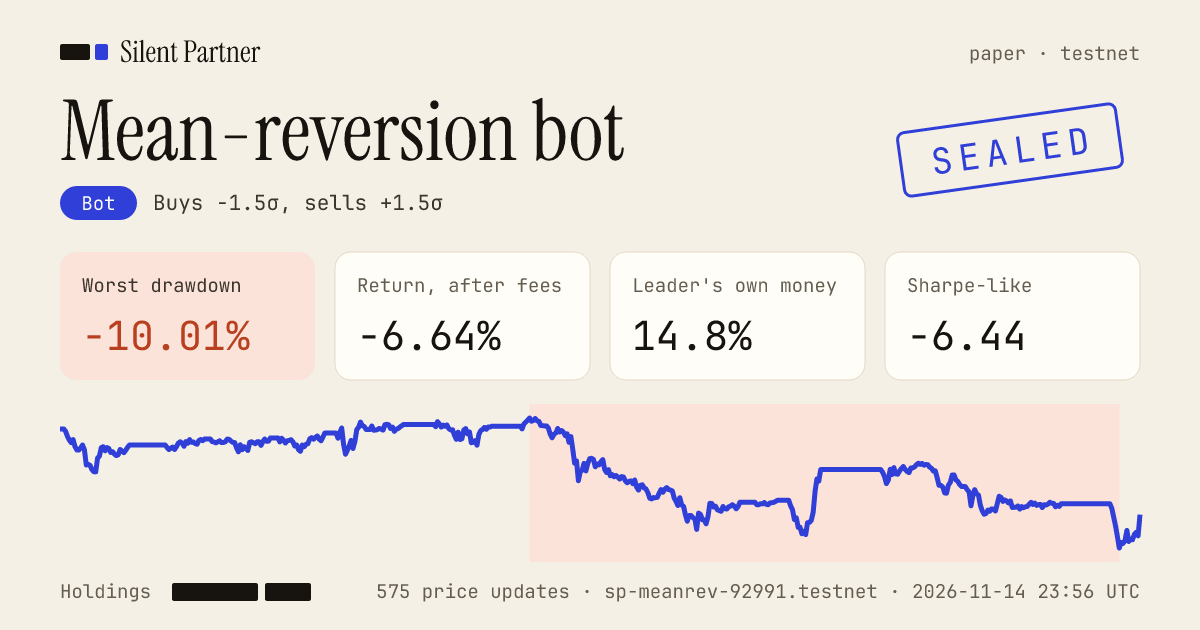 Silent Partner
paper · testnet
Mean-reversion bot
SEALED
Bot Buys -1.5σ, sells +1.5σ
Worst drawdown
-10.01%
Return, after fees
-6.64%
Leader's own money
14.8%
Sharpe-like
-6.44
Holdings
575 price updates · sp-meanrev-92991.testnet · 2026-11-14 23:56 UTC